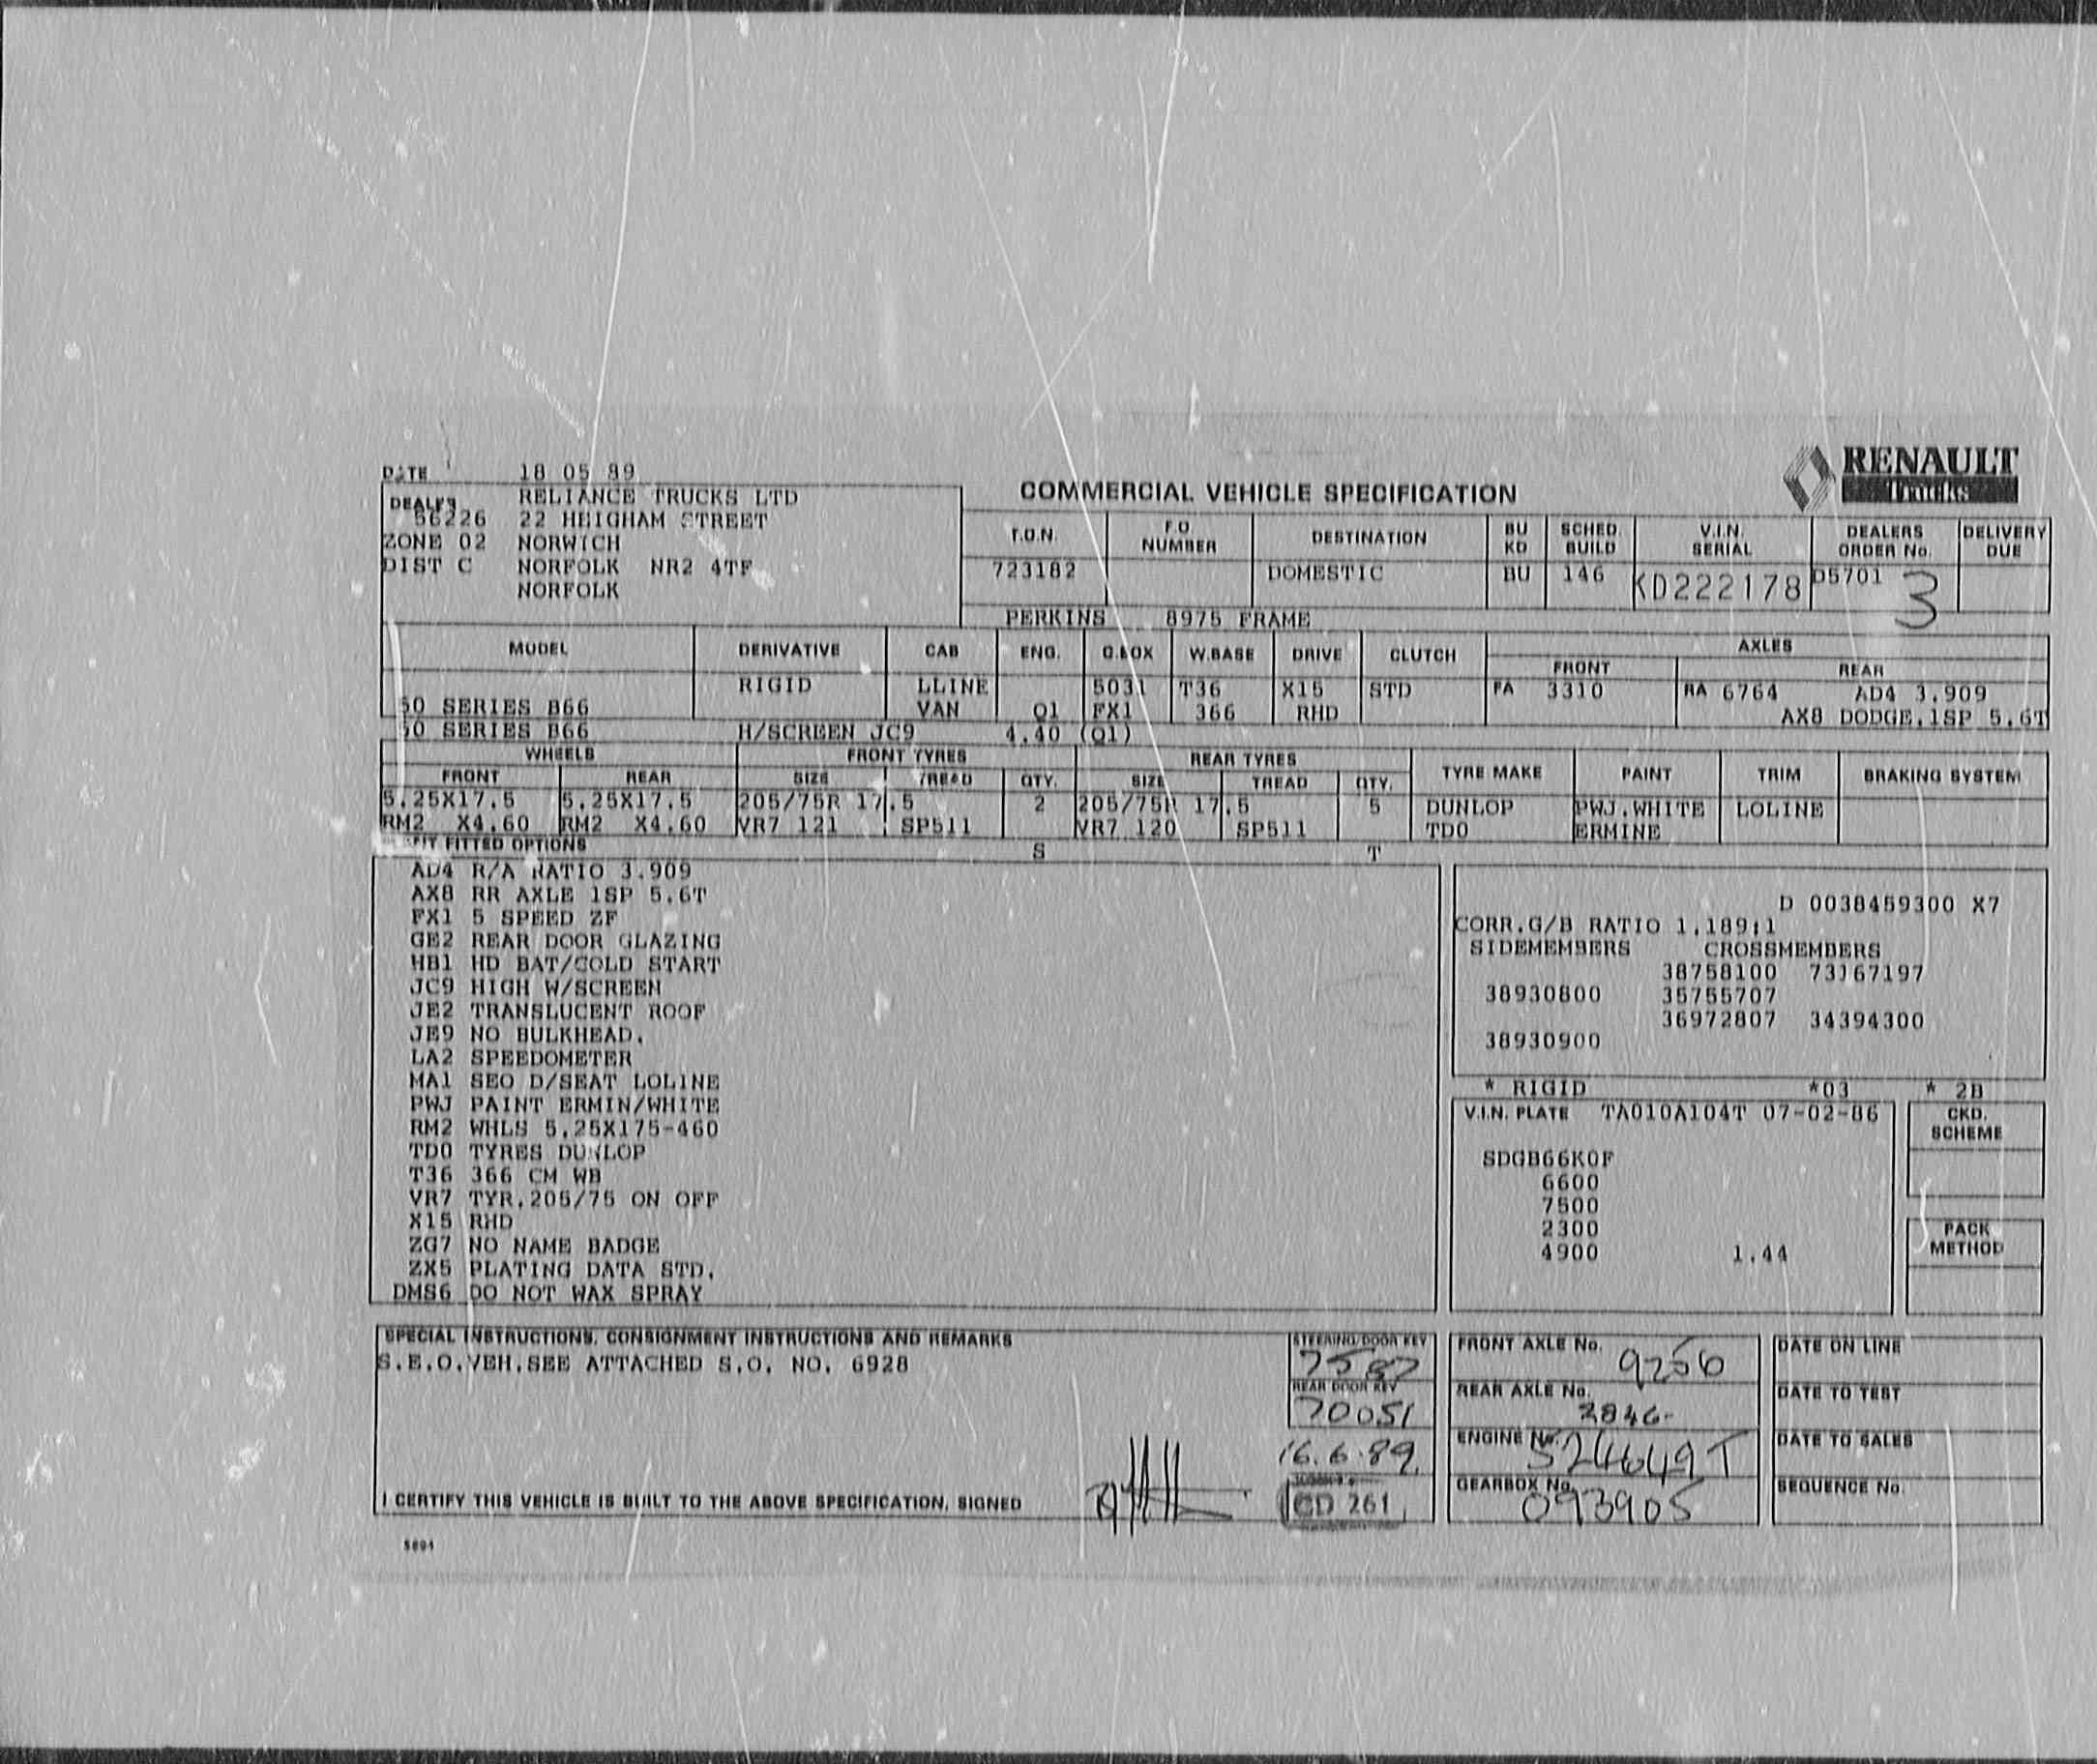 DATE 18 05 89
RENAULT
Trucks
DEALER RELIANCE TRUCKS LTD
56226 22 HEIGHAM STREET
ZONE 02 NORWICH
DIST C NORFOLK NR2 4TF
NORFOLK
COMMERCIAL VEHICLE SPECIFICATION
T.O.N. F.O NUMBER DESTINATION BU KD SCHED. BUILD V.I.N. SERIAL DEALERS ORDER No. DELIVERY DUE
723182 DOMESTIC BU 146 KD222178 D5701 3
PERKINS 8975 FRAME
MODEL DERIVATIVE CAB ENG. G.BOX W.BASE DRIVE CLUTCH AXLES
FRONT REAR
RIGID LLINE 5031 T36 X15 STD FA 3310 RA 6764 AD4 3.909
50 SERIES B66 VAN Q1 FX1 366 RHD AX8 DODGE.1SP 5.6T
50 SERIES B66 H/SCREEN JC9 4.40 (Q1)
WHEELS FRONT TYRES REAR TYRES TYRE MAKE PAINT TRIM BRAKING SYSTEM
FRONT REAR SIZE TREAD QTY. SIZE TREAD QTY.
5.25X17.5 5.25X17.5 205/75R 17.5 2 205/75R 17.5 5 DUNLOP PWJ.WHITE LOLINE
RM2 X4.60 RM2 X4.60 VR7 121 SP511 VR7 120 SP511 TD0 ERMINE
FITTED OPTIONS S T
AD4 R/A RATIO 3.909
AX8 RR AXLE 1SP 5.6T
FX1 5 SPEED ZF
GE2 REAR DOOR GLAZING
HB1 HD BAT/COLD START
JC9 HIGH W/SCREEN
JE2 TRANSLUCENT ROOF
JE9 NO BULKHEAD.
LA2 SPEEDOMETER
MA1 SEO D/SEAT LOLINE
PWJ PAINT ERMIN/WHITE
RM2 WHLS 5.25X175-460
TD0 TYRES DUNLOP
T36 366 CM WB
VR7 TYR.205/75 ON OFF
X15 RHD
ZG7 NO NAME BADGE
ZX5 PLATING DATA STD.
DMS6 DO NOT WAX SPRAY
D 0038459300 X7
CORR.G/B RATIO 1.189:1
SIDEMEMBERS CROSSMEMBERS
38758100 73167197
38930800 35755707
36972807 34394300
38930900
* RIGID *03 * 2B
V.I.N. PLATE TA010A104T 07-02-86
SDGB66K0F
6600
7500
2300
4900 1.44
CKD. SCHEME
PACK METHOD
SPECIAL INSTRUCTIONS, CONSIGNMENT INSTRUCTIONS AND REMARKS
S.E.O.VEH.SEE ATTACHED S.O. NO. 6928
I CERTIFY THIS VEHICLE IS BUILT TO THE ABOVE SPECIFICATION, SIGNED
STEERING/DOOR KEY
7587
REAR DOOR KEY
70051
16.6.89
CD 261
FRONT AXLE No. 9256
REAR AXLE No. 2846-
ENGINE No. 524649T
GEARBOX No. 093905
DATE ON LINE
DATE TO TEST
DATE TO SALES
SEQUENCE No.